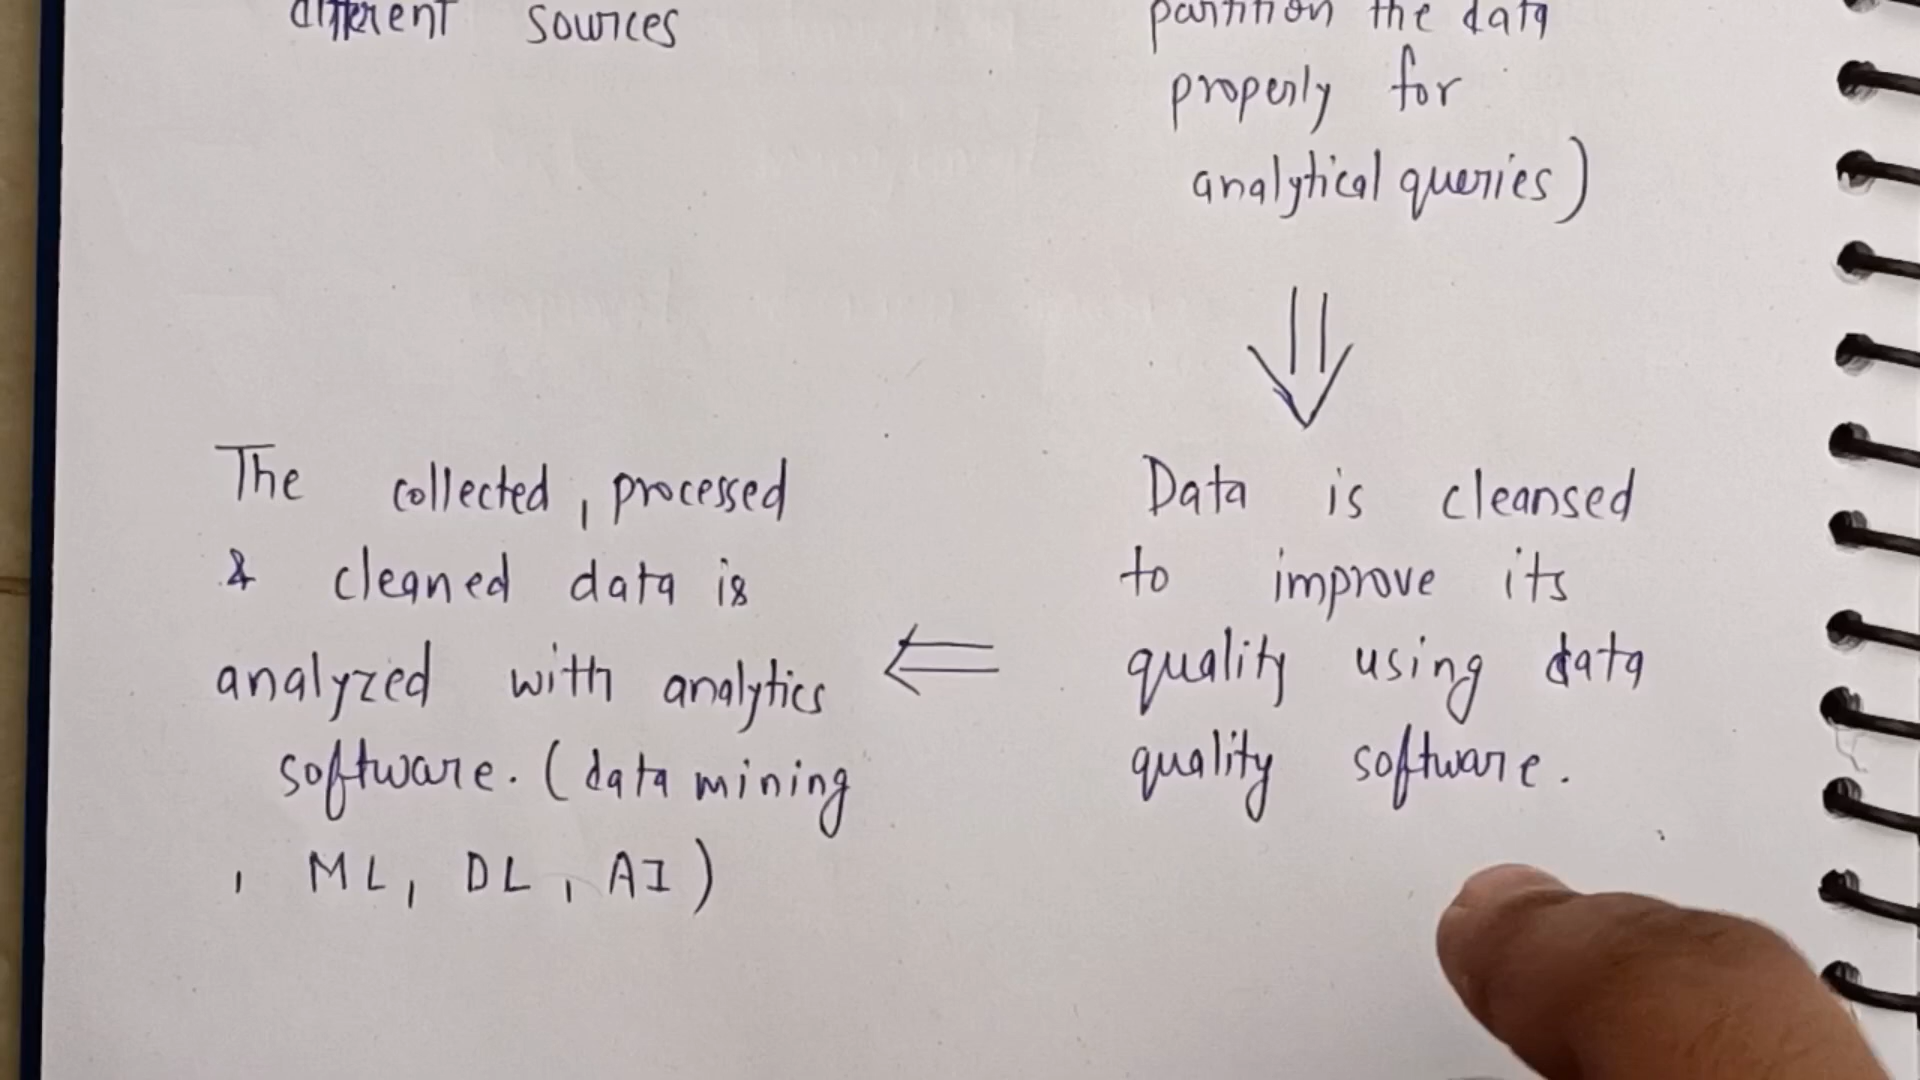 different sources
partition the data
properly for
analytical queries)
Data is cleansed
to improve its
quality using data
quality software.
The collected, processed
& cleaned data is
analyzed with analytics
software. (data mining
, ML, DL, AI)